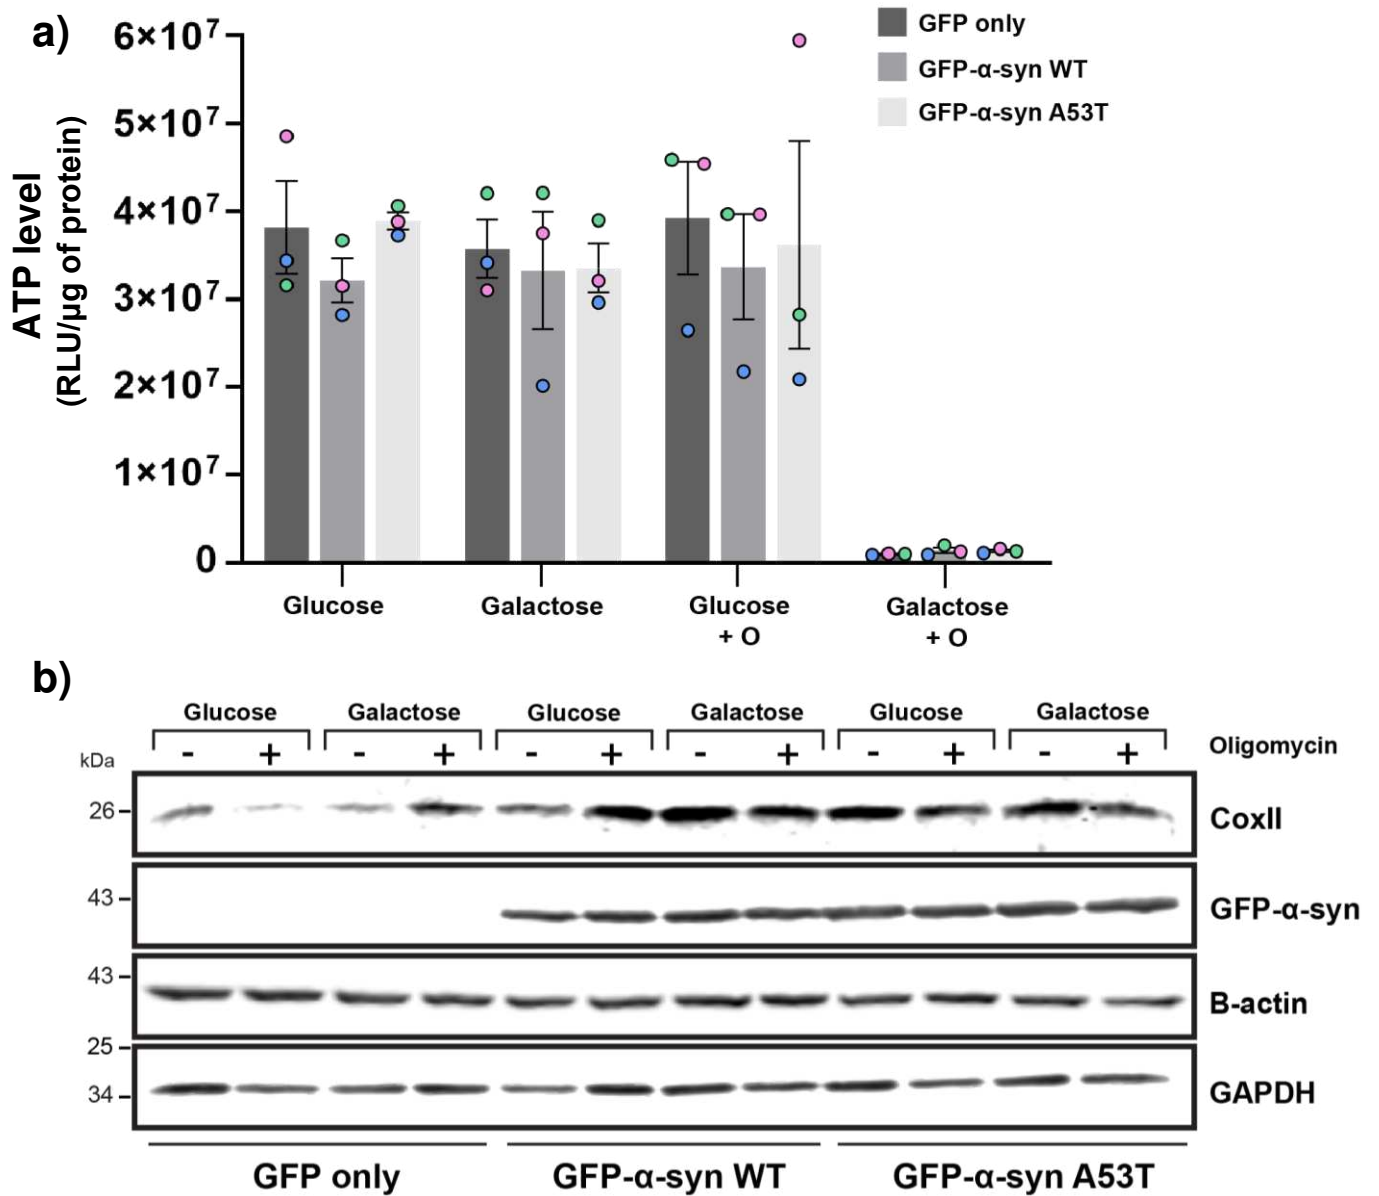 a)
ATP level
(RLU/µg of protein)
6×10⁷
5×10⁷
4×10⁷
3×10⁷
2×10⁷
1×10⁷
0
GFP only
GFP-α-syn WT
GFP-α-syn A53T
Glucose
Galactose
Glucose
+ O
Galactose
+ O
b)
Glucose Galactose Glucose Galactose Glucose Galactose
- + - + - + - + - + - + Oligomycin
kDa
26 CoxII
43 GFP-α-syn
43 B-actin
25
34 GAPDH
GFP only GFP-α-syn WT GFP-α-syn A53T